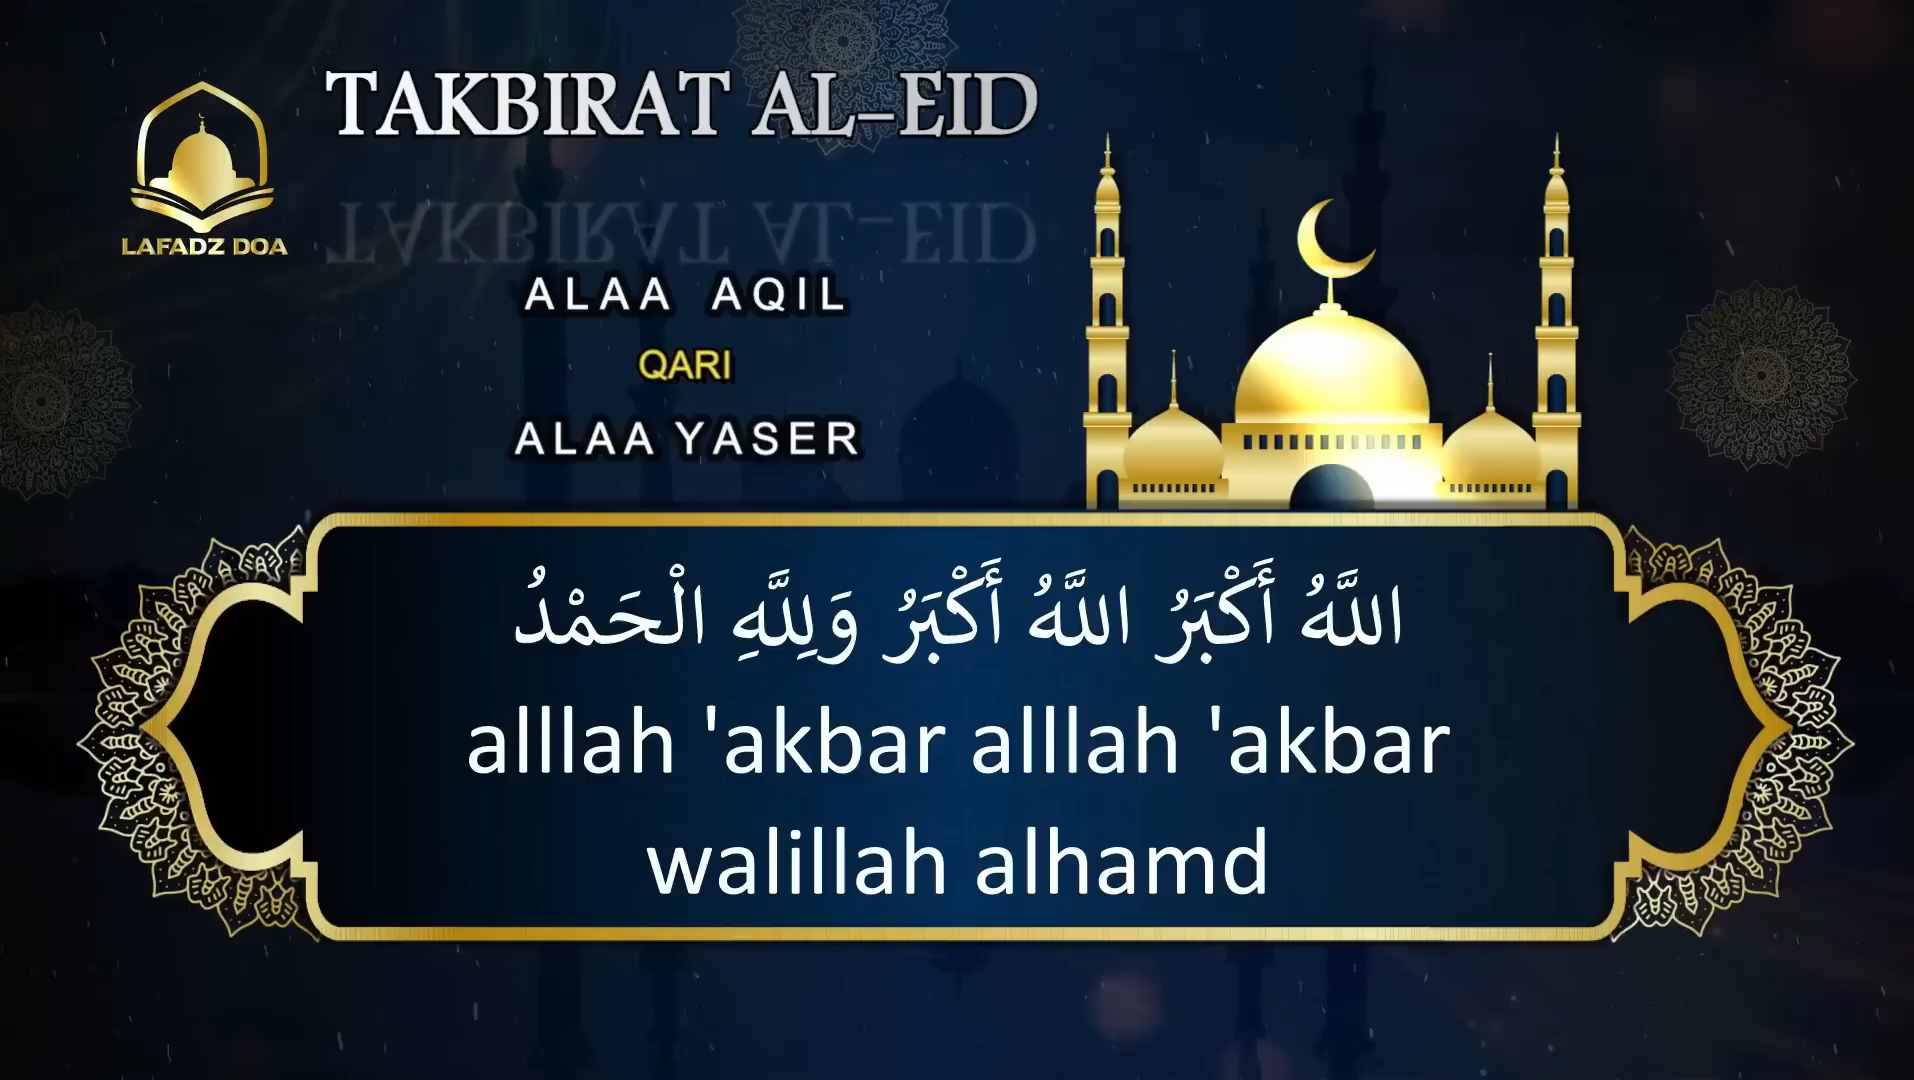 TAKBIRAT AL-EID
LAFADZ DOA
ALAA AQIL
QARI
ALAA YASER
اللَّهُ أَكْبَرُ اللَّهُ أَكْبَرُ وَلِلَّهِ الْحَمْدُ
alllah 'akbar alllah 'akbar
walillah alhamd